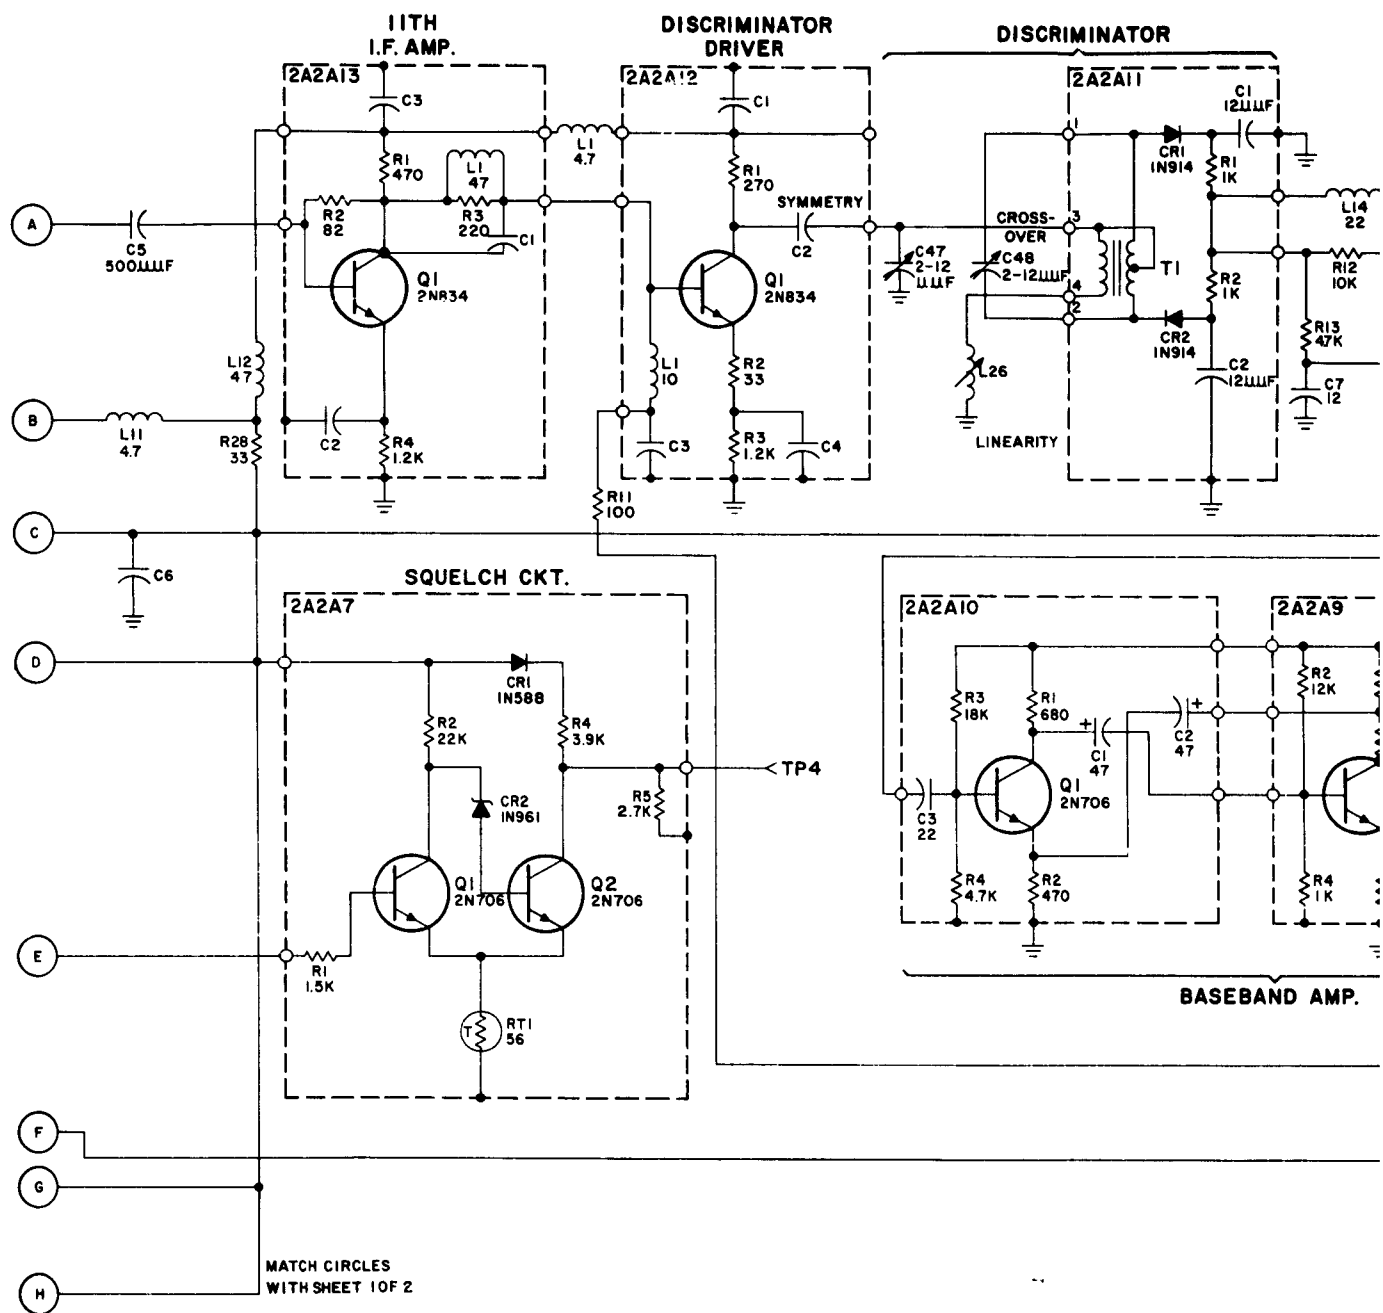 11TH
I.F. AMP.
DISCRIMINATOR
DRIVER
DISCRIMINATOR
2A2A13
C3
R1
470
L1
47
R2
82
R3
220
C1
Q1
2N834
C2
R4
1.2K
A
C5
500µµF
L12
47
B
L11
4.7
R28
33
L1
4.7
2A2A12
C1
R1
270
SYMMETRY
C2
Q1
2N834
L1
10
R2
33
C3
R3
1.2K
C4
R11
100
C47
2-12
µµF
C48
2-12µµF
CROSS-
OVER
L26
LINEARITY
2A2A11
1
3
4
2
T1
CR1
1N914
C1
12µµF
R1
1K
R2
1K
CR2
1N914
C2
12µµF
L14
22
R12
10K
R13
47K
C7
12
C
C6
SQUELCH CKT.
2A2A7
D
CR1
1N588
R2
22K
R4
3.9K
CR2
1N961
R5
2.7K
TP4
Q1
2N706
Q2
2N706
E
R1
1.5K
T
RT1
56
2A2A10
R3
18K
R1
680
+
C1
47
C2
47
+
C3
22
Q1
2N706
R4
4.7K
R2
470
2A2A9
R2
12K
R4
1K
BASEBAND AMP.
F
G
H
MATCH CIRCLES
WITH SHEET 1 OF 2